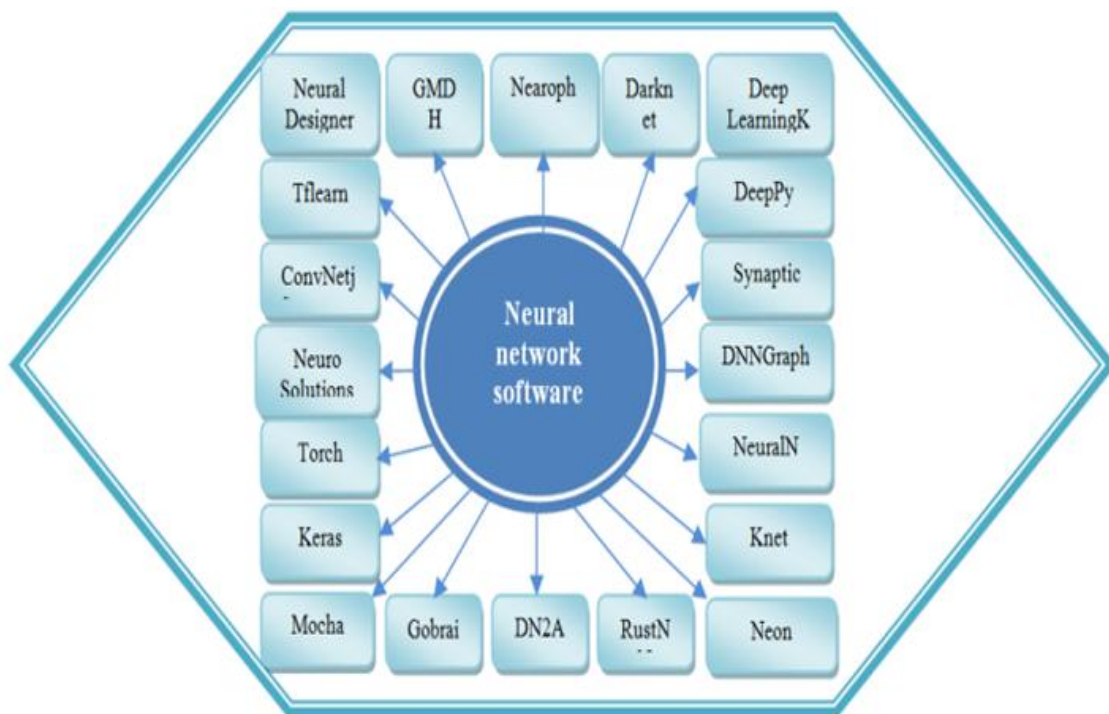 Neural
Designer
GMD
H
Nearoph
Darkn
et
Deep
LearningK
Tflearn
DeepPy
ConvNetj
Synaptic
Neural
network
software
Neuro
Solutions
DNNGraph
Torch
NeuralN
Keras
Knet
Mocha
Gobrai
DN2A
RustN
Neon